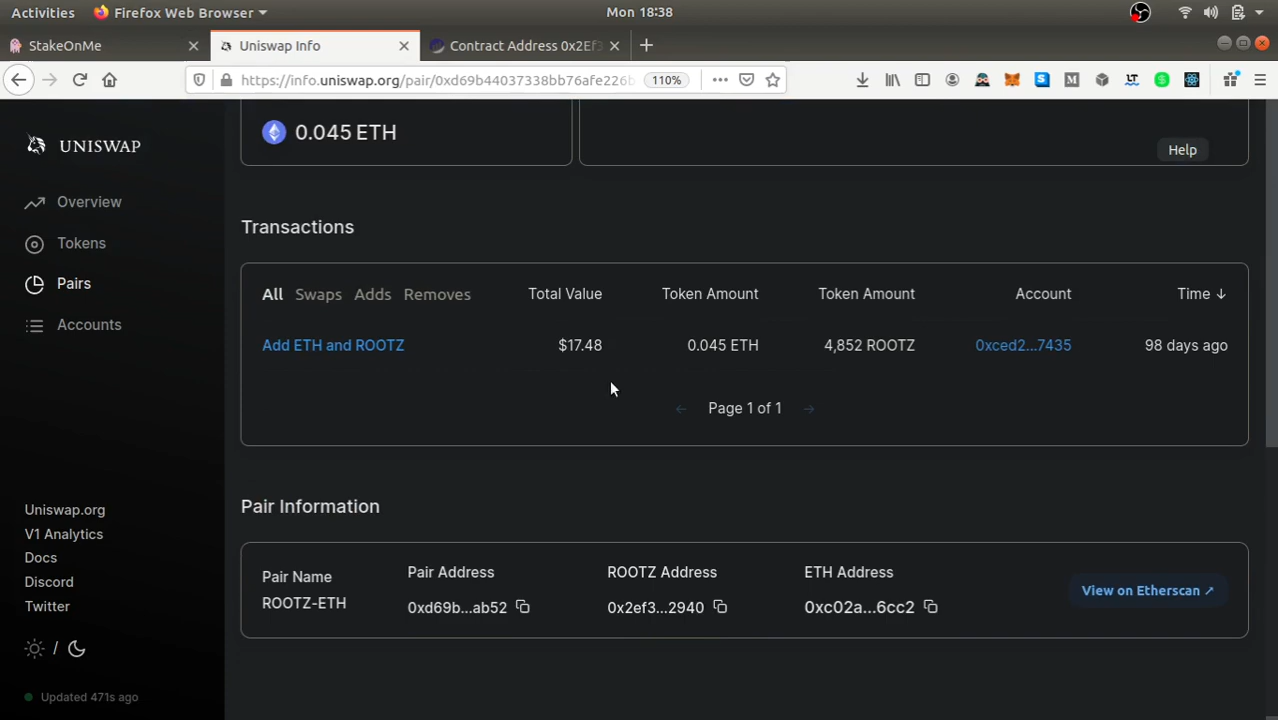 Activities Firefox Web Browser Mon 18:38
StakeOnMe Uniswap Info Contract Address 0x2Ef3
https://info.uniswap.org/pair/0xd69b44037338bb76afe226b 110%
UNISWAP
Overview
Tokens
Pairs
Accounts
Uniswap.org
V1 Analytics
Docs
Discord
Twitter
/
Updated 471s ago
0.045 ETH
Help
Transactions
All Swaps Adds Removes Total Value Token Amount Token Amount Account Time ↓
Add ETH and ROOTZ $17.48 0.045 ETH 4,852 ROOTZ 0xced2...7435 98 days ago
← Page 1 of 1 →
Pair Information
Pair Name Pair Address ROOTZ Address ETH Address
ROOTZ-ETH 0xd69b...ab52 0x2ef3...2940 0xc02a...6cc2
View on Etherscan ↗